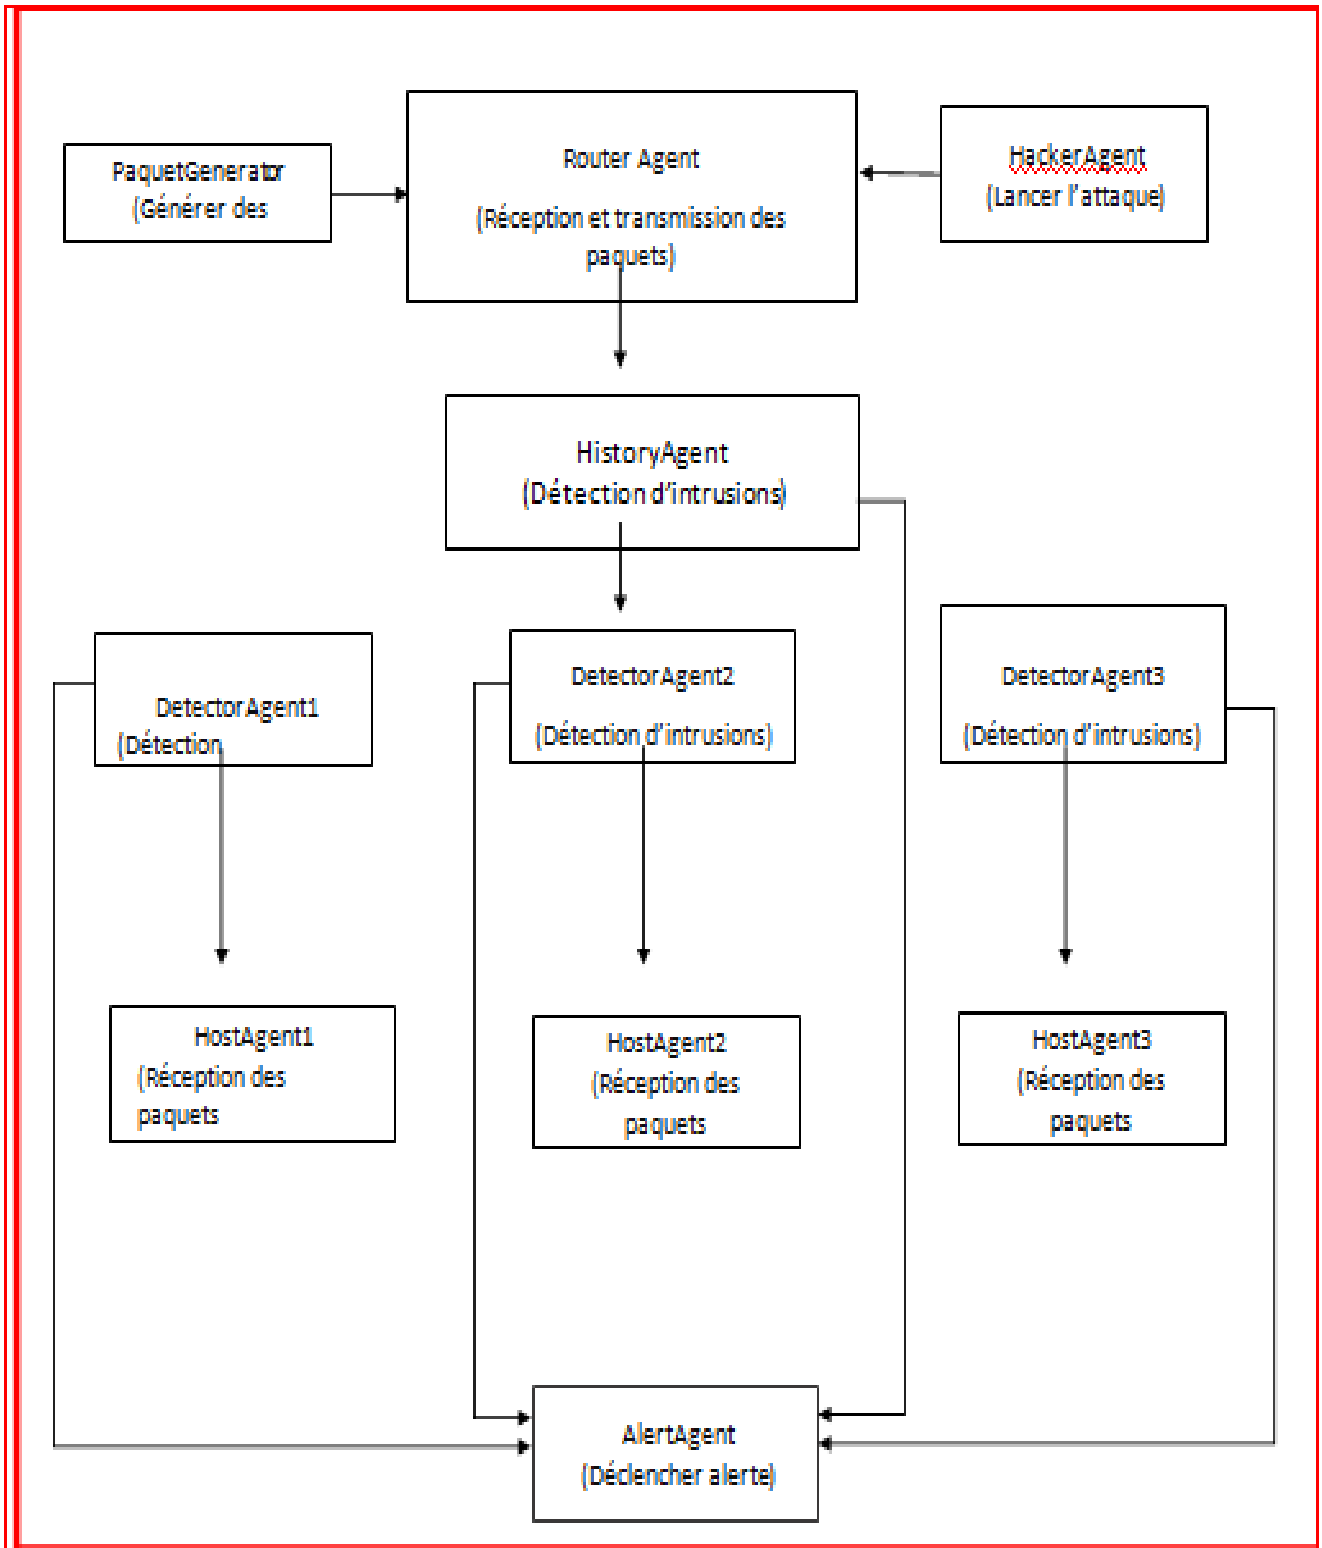 PaquetGenerator
(Générer des
Router Agent
(Réception et transmission des
paquets)
HackerAgent
(Lancer l'attaque)
HistoryAgent
(Détection d'intrusions)
DetectorAgent1
(Détection
DetectorAgent2
(Détection d'intrusions)
DetectorAgent3
(Détection d'intrusions)
HostAgent1
(Réception des
paquets
HostAgent2
(Réception des
paquets
HostAgent3
(Réception des
paquets
AlertAgent
(Déclencher alerte)